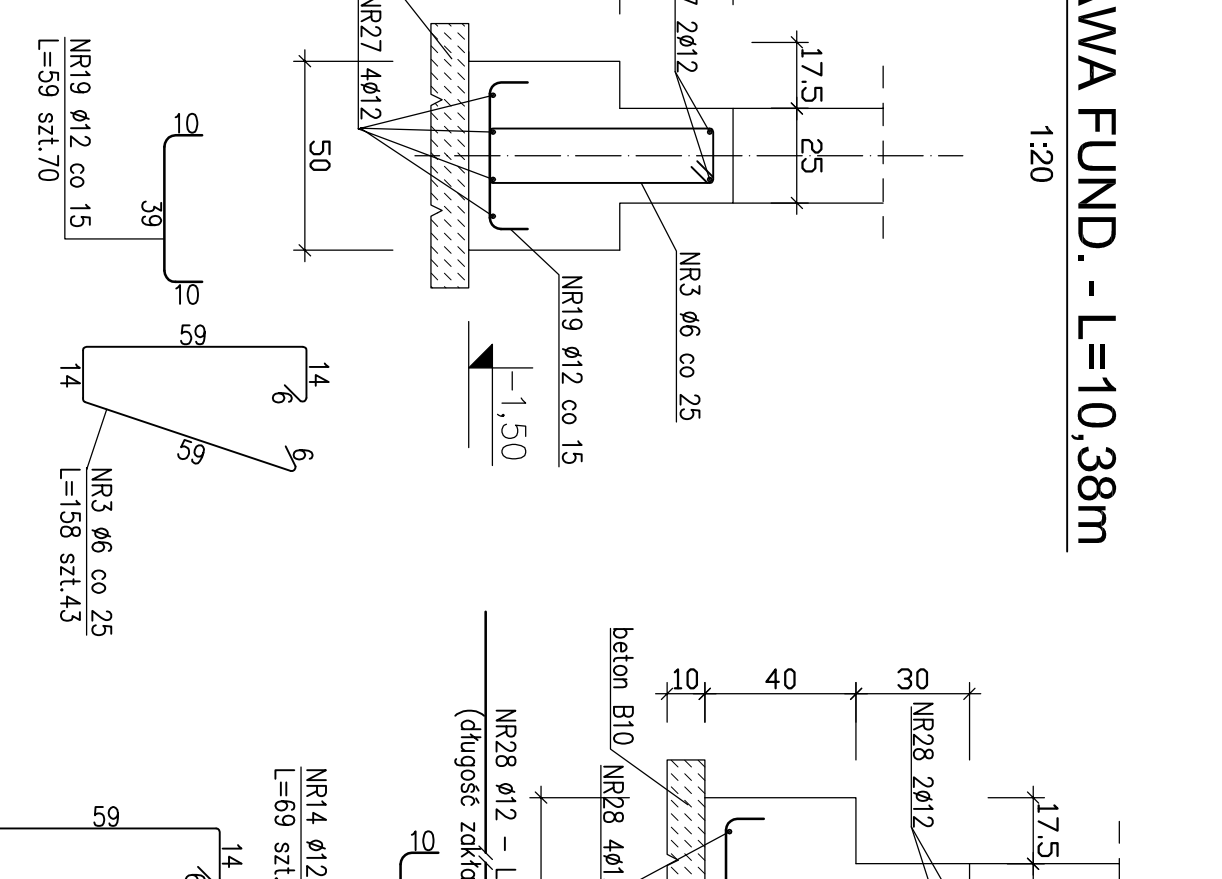 AWA FUND. - L=10,38m
1:20
17.5
25
2ø12
NR27 4ø12
50
NR3 ø6 co 25
NR19 ø12 co 15
-1,50
NR19 ø12 co 15
L=59 szt.70
10
39
10
59
14
14
6
6
59
NR3 ø6 co 25
L=158 szt.43
beton B10
10
40
30
NR28 2ø12
17.5
NR28 4ø1
NR28 ø12 - L
(długość zakła
NR14 ø12
L=69 szt.
10
59
14